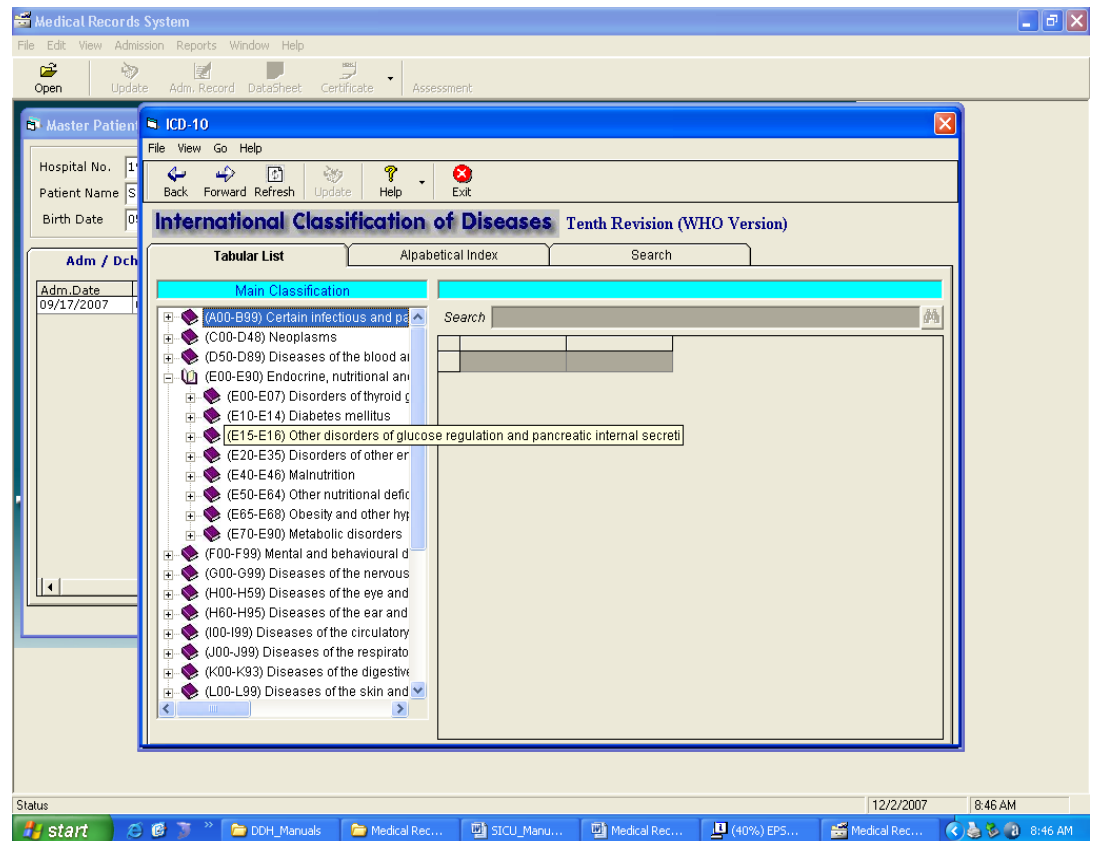 Medical Records System
File Edit View Admission Reports Window Help
Open Update Adm. Record DataSheet Certificate Assessment
Master Patient
Hospital No.
Patient Name S
Birth Date
Adm / Dch
Adm.Date
09/17/2007
ICD-10
File View Go Help
Back Forward Refresh Update Help Exit
International Classification of Diseases Tenth Revision (WHO Version)
Tabular List Alpabetical Index Search
Main Classification
Search
(A00-B99) Certain infectious and pa
(C00-D48) Neoplasms
(D50-D89) Diseases of the blood a
(E00-E90) Endocrine, nutritional an
(E00-E07) Disorders of thyroid g
(E10-E14) Diabetes mellitus
(E15-E16) Other disorders of glucose regulation and pancreatic internal secreti
(E20-E35) Disorders of other er
(E40-E46) Malnutrition
(E50-E64) Other nutritional defic
(E65-E68) Obesity and other hyp
(E70-E90) Metabolic disorders
(F00-F99) Mental and behavioural d
(G00-G99) Diseases of the nervous
(H00-H59) Diseases of the eye and
(H60-H95) Diseases of the ear and
(I00-I99) Diseases of the circulatory
(J00-J99) Diseases of the respirato
(K00-K93) Diseases of the digestive
(L00-L99) Diseases of the skin and
Status 12/2/2007 8:46 AM
start DDH_Manuals Medical Rec... SICU_Manu... Medical Rec... (40%) EPS... Medical Rec... 8:46 AM